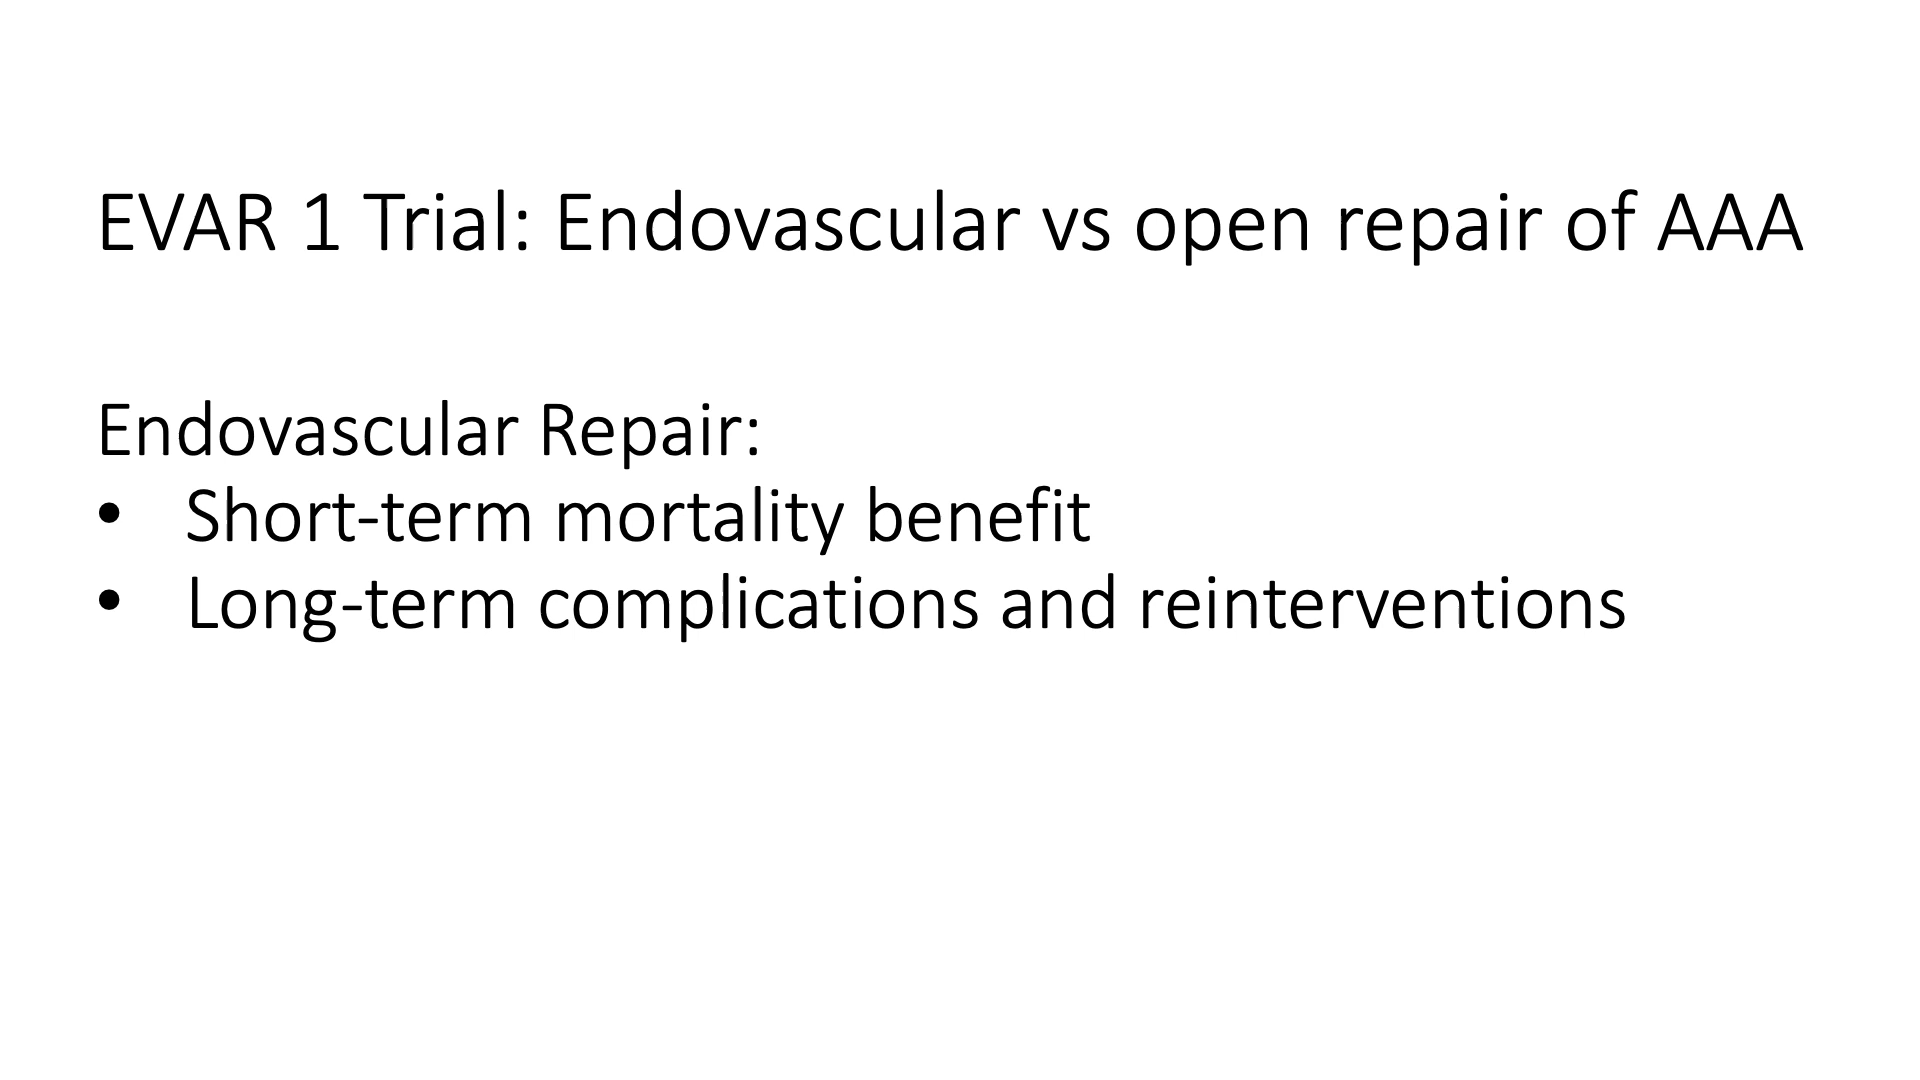 EVAR 1 Trial: Endovascular vs open repair of AAA
Endovascular Repair:
• Short-term mortality benefit
• Long-term complications and reinterventions